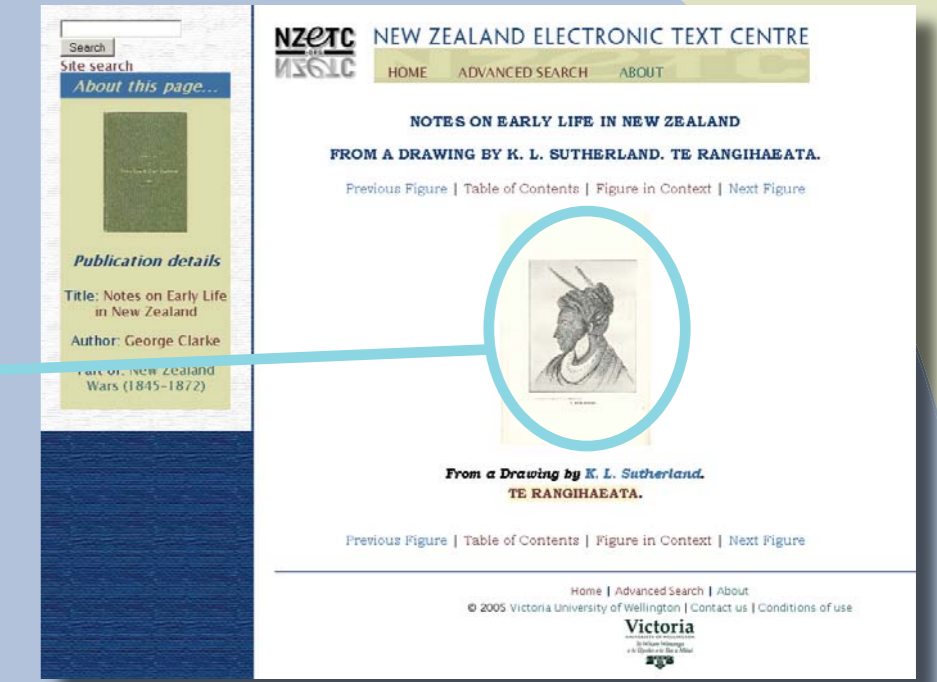 Search
Site search
About this page...
Publication details
Title: Notes on Early Life
in New Zealand
Author: George Clarke
Part of: New Zealand
Wars (1845-1872)
NZETC
.ORG
NEW ZEALAND ELECTRONIC TEXT CENTRE
HOME ADVANCED SEARCH ABOUT
NOTES ON EARLY LIFE IN NEW ZEALAND
FROM A DRAWING BY K. L. SUTHERLAND. TE RANGIHAEATA.
Previous Figure | Table of Contents | Figure in Context | Next Figure
From a Drawing by K. L. Sutherland.
TE RANGIHAEATA.
Previous Figure | Table of Contents | Figure in Context | Next Figure
Home | Advanced Search | About
© 2005 Victoria University of Wellington | Contact us | Conditions of use
Victoria
UNIVERSITY OF WELLINGTON